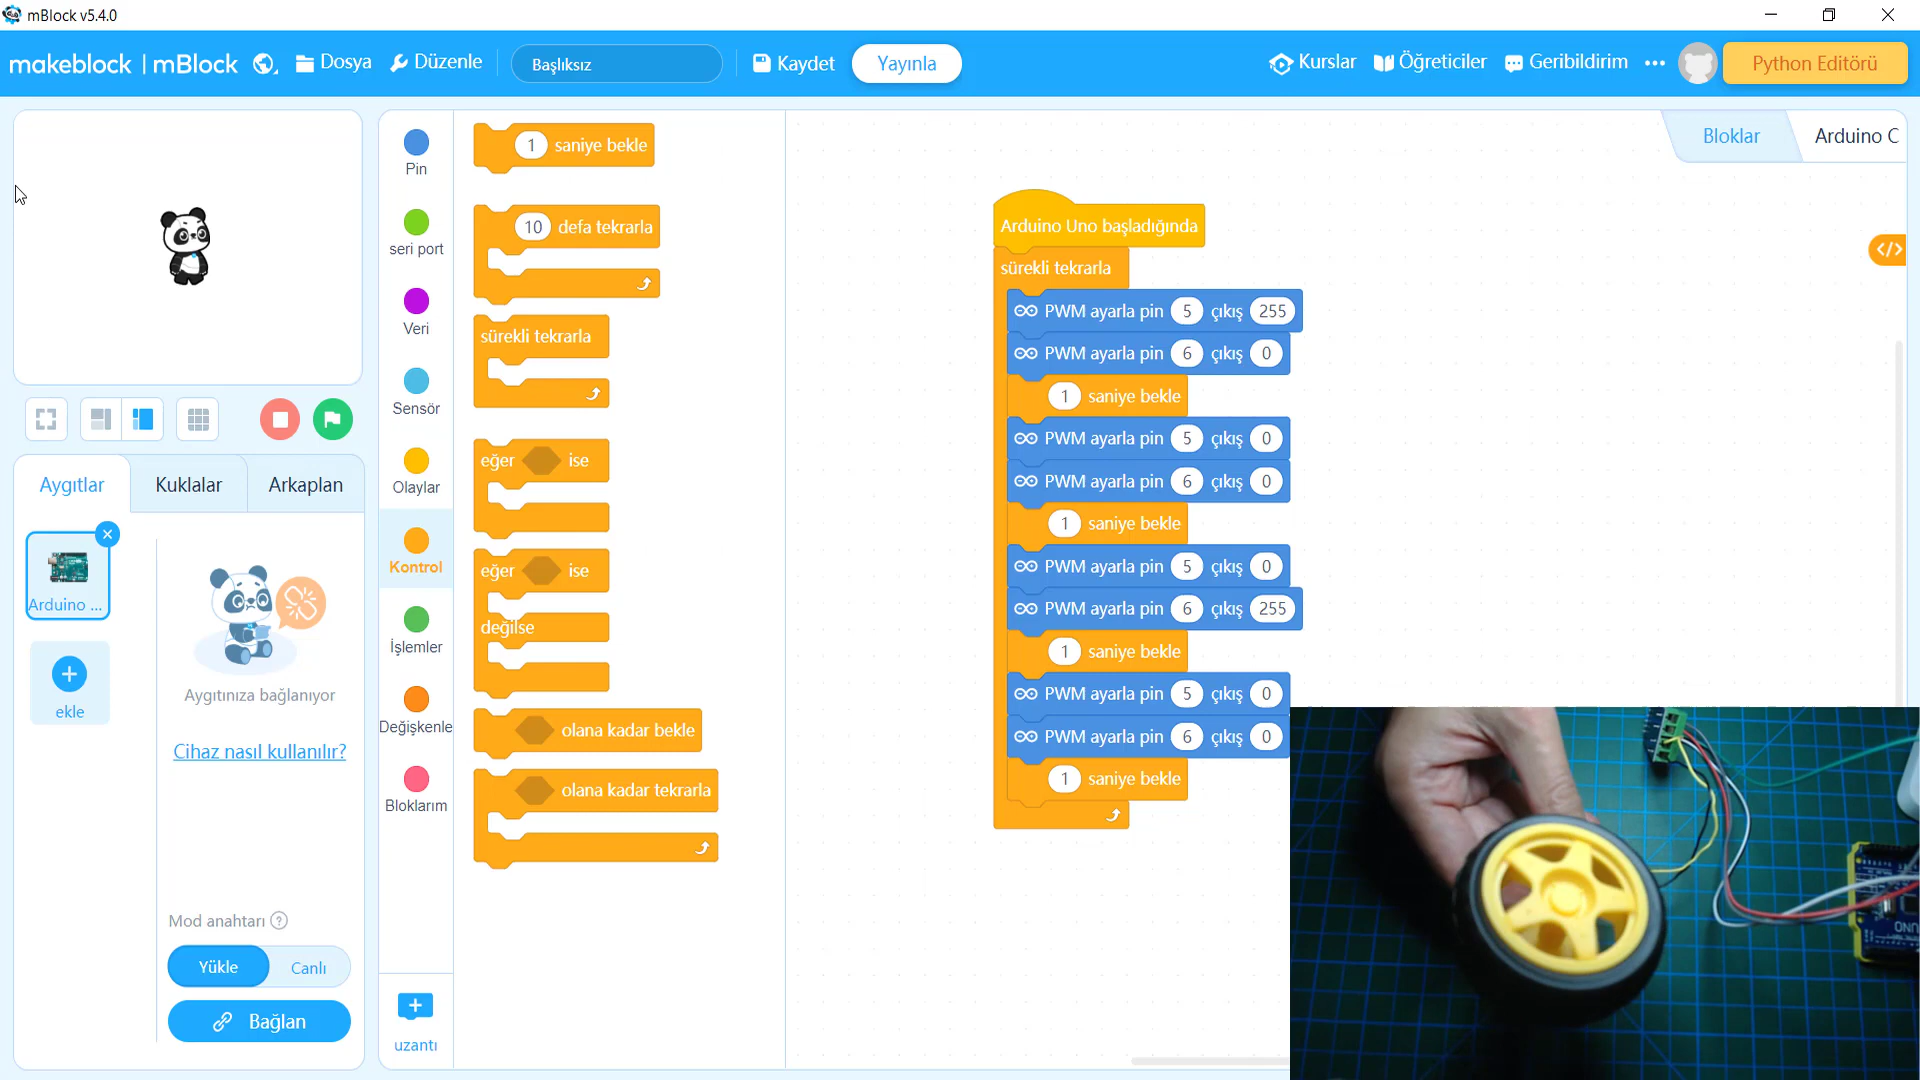 mBlock v5.4.0
makeblock | mBlock
Dosya
Düzenle
Başlıksız
Kaydet
Yayınla
Kurslar
Öğreticiler
Geribildirim
Python Editörü
Pin
seri port
Veri
Sensör
Olaylar
Kontrol
İşlemler
Değişkenle
Bloklarım
uzantı
1 saniye bekle
10 defa tekrarla
sürekli tekrarla
eğer ise
eğer ise
değilse
olana kadar bekle
olana kadar tekrarla
Bloklar
Arduino C
Arduino Uno başladığında
sürekli tekrarla
PWM ayarla pin 5 çıkış 255
PWM ayarla pin 6 çıkış 0
1 saniye bekle
PWM ayarla pin 5 çıkış 0
PWM ayarla pin 6 çıkış 0
1 saniye bekle
PWM ayarla pin 5 çıkış 0
PWM ayarla pin 6 çıkış 255
1 saniye bekle
PWM ayarla pin 5 çıkış 0
PWM ayarla pin 6 çıkış 0
1 saniye bekle
</>
Aygıtlar
Kuklalar
Arkaplan
Arduino ...
ekle
Aygıtınıza bağlanıyor
Cihaz nasıl kullanılır?
Mod anahtarı ?
Yükle
Canlı
Bağlan
UNO